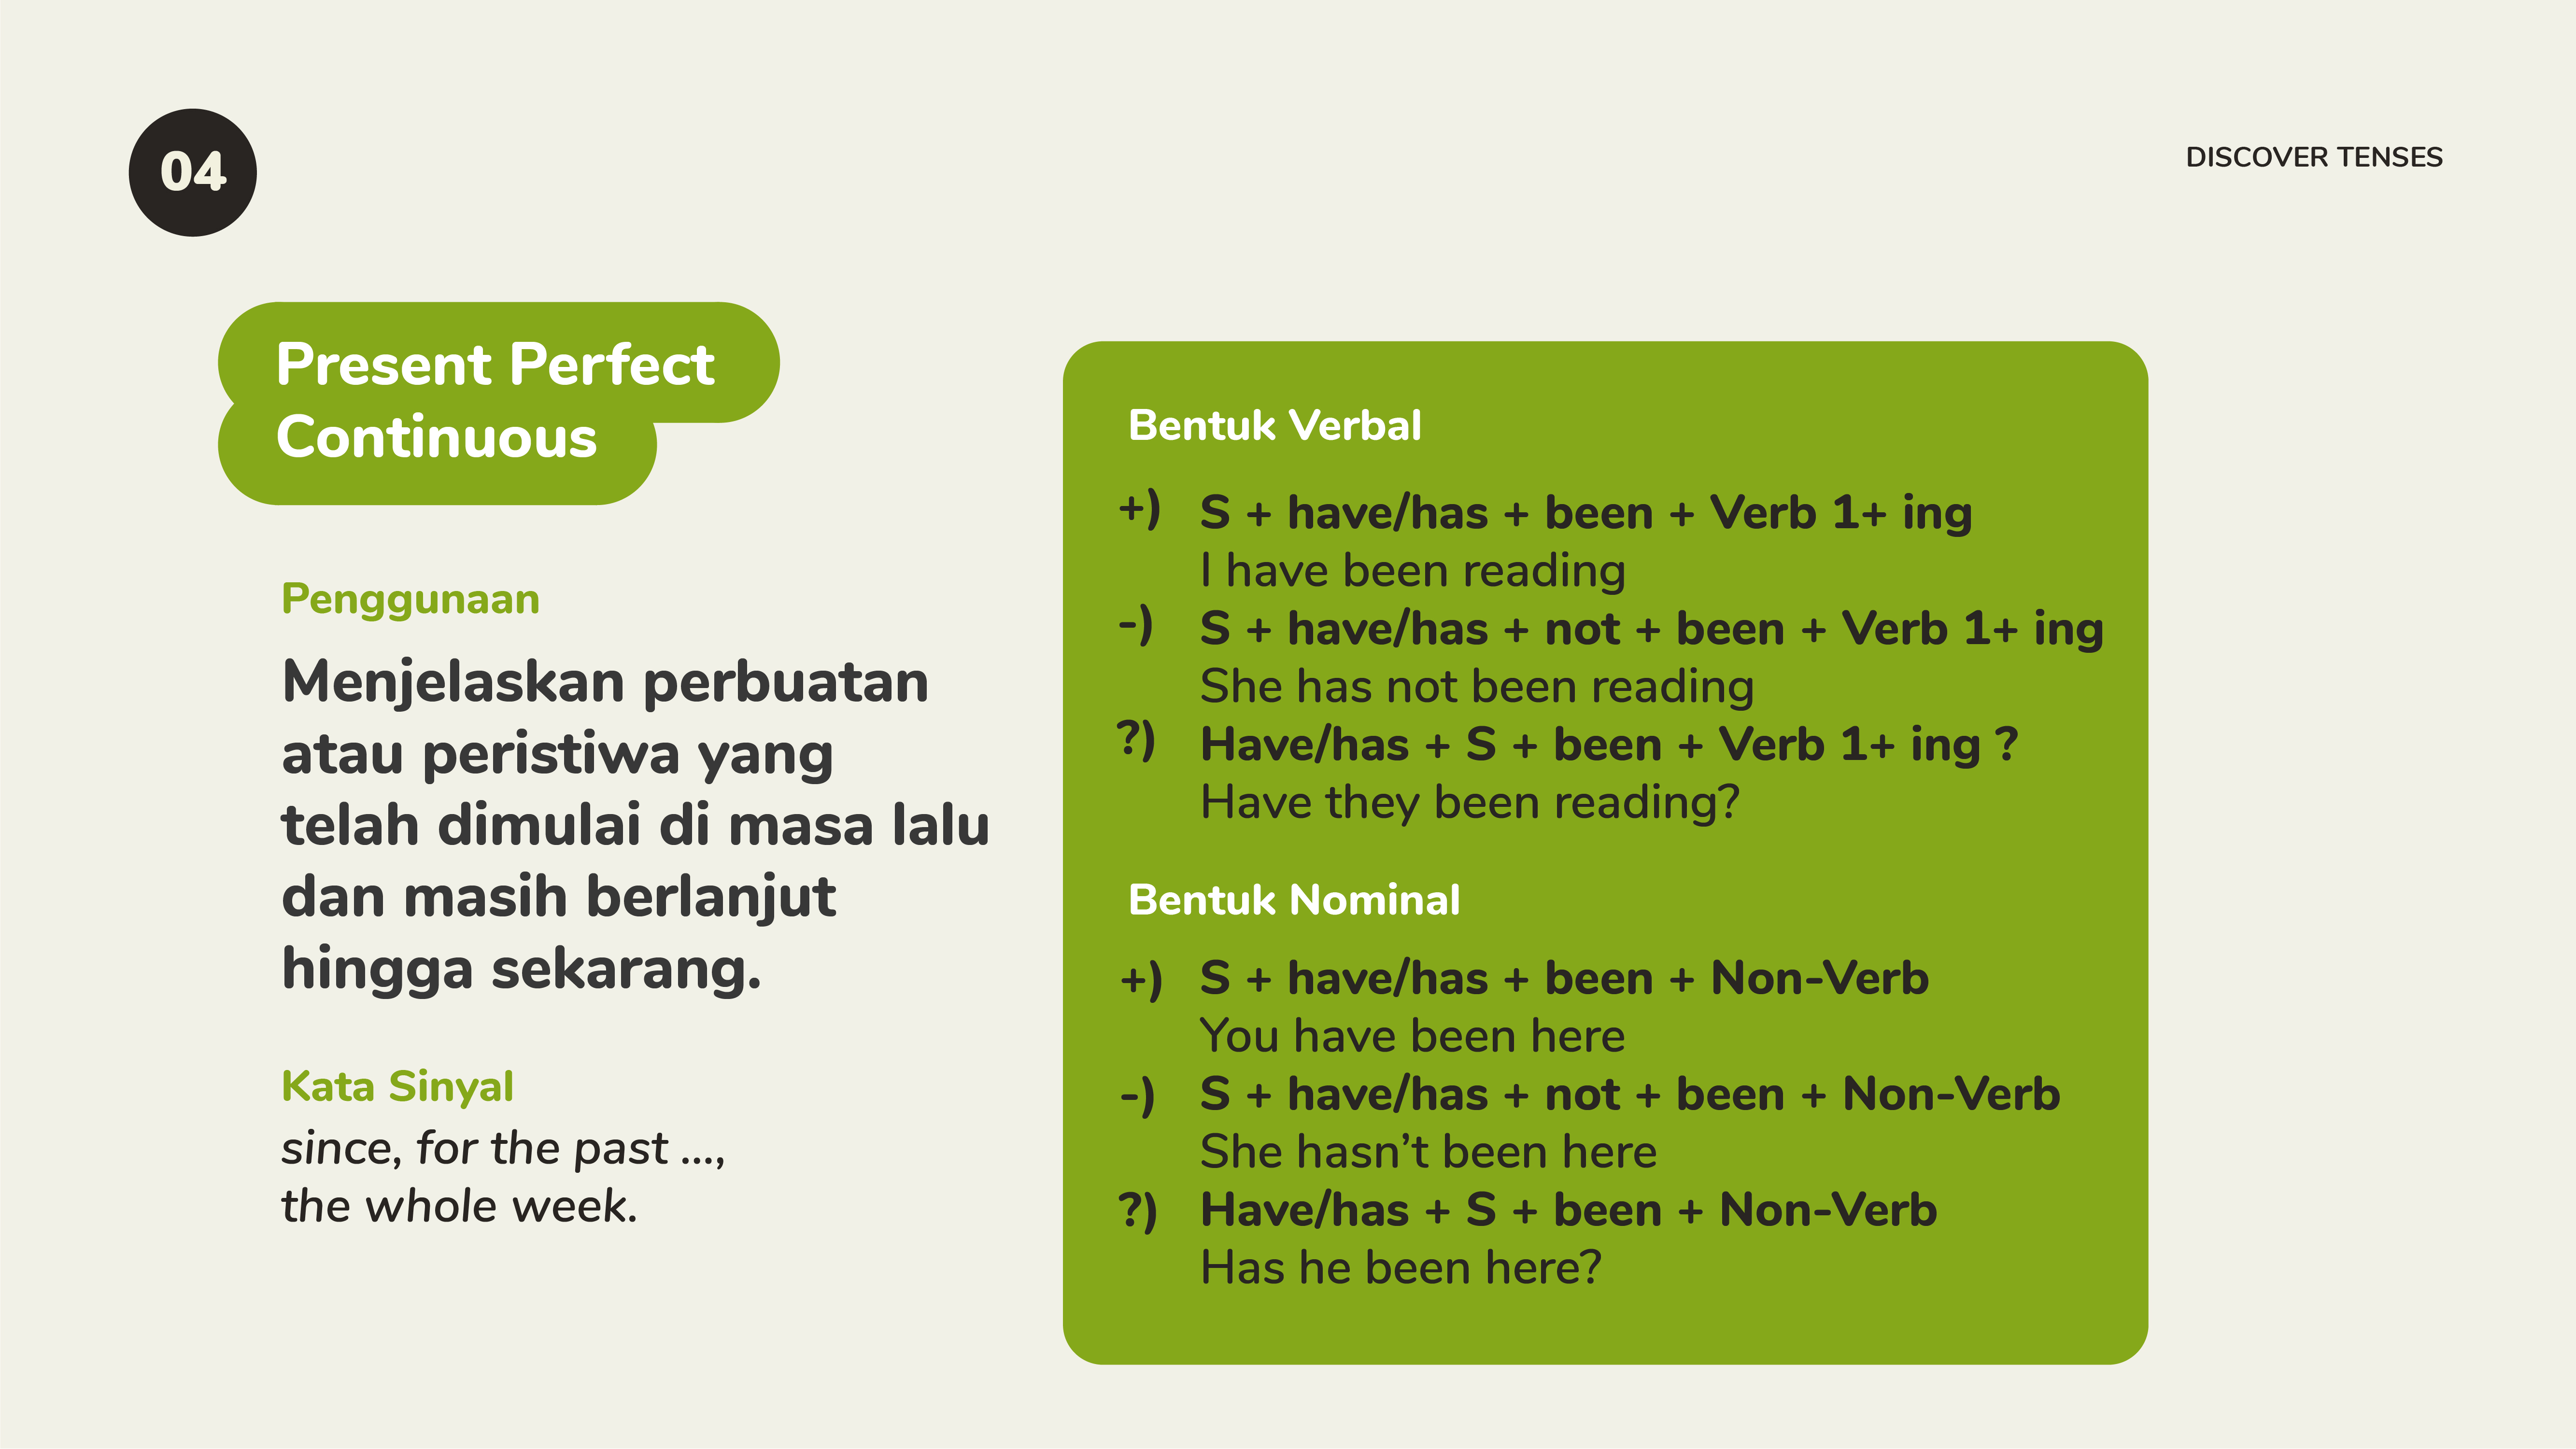 04
DISCOVER TENSES
Present Perfect
Continuous
Penggunaan
Menjelaskan perbuatan
atau peristiwa yang
telah dimulai di masa lalu
dan masih berlanjut
hingga sekarang.
Kata Sinyal
since, for the past ...,
the whole week.
Bentuk Verbal
+) S + have/has + been + Verb 1+ ing
I have been reading
-) S + have/has + not + been + Verb 1+ ing
She has not been reading
?) Have/has + S + been + Verb 1+ ing ?
Have they been reading?
Bentuk Nominal
+) S + have/has + been + Non-Verb
You have been here
-) S + have/has + not + been + Non-Verb
She hasn’t been here
?) Have/has + S + been + Non-Verb
Has he been here?